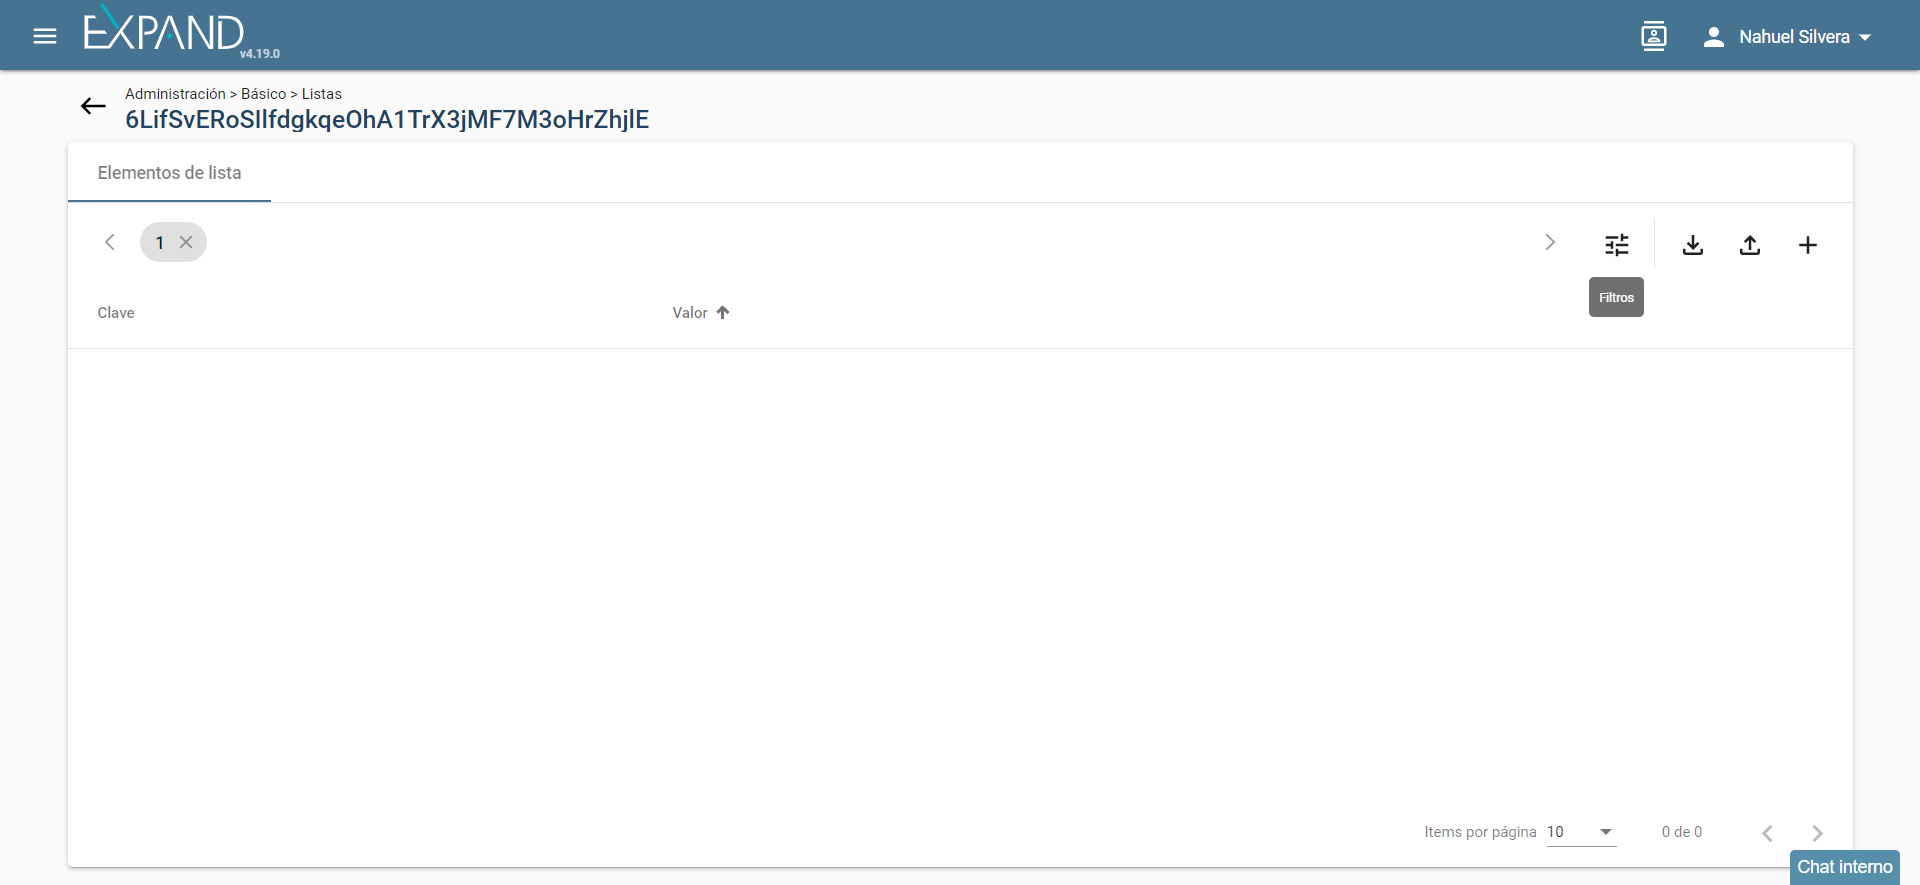 EXPAND
v4.19.0
Nahuel Silvera
Administración > Básico > Listas
6LifSvERoSIlfdgkqeOhA1TrX3jMF7M3oHrZhjlE
Elementos de lista
1
Filtros
Clave Valor
Items por página 10 0 de 0
Chat interno